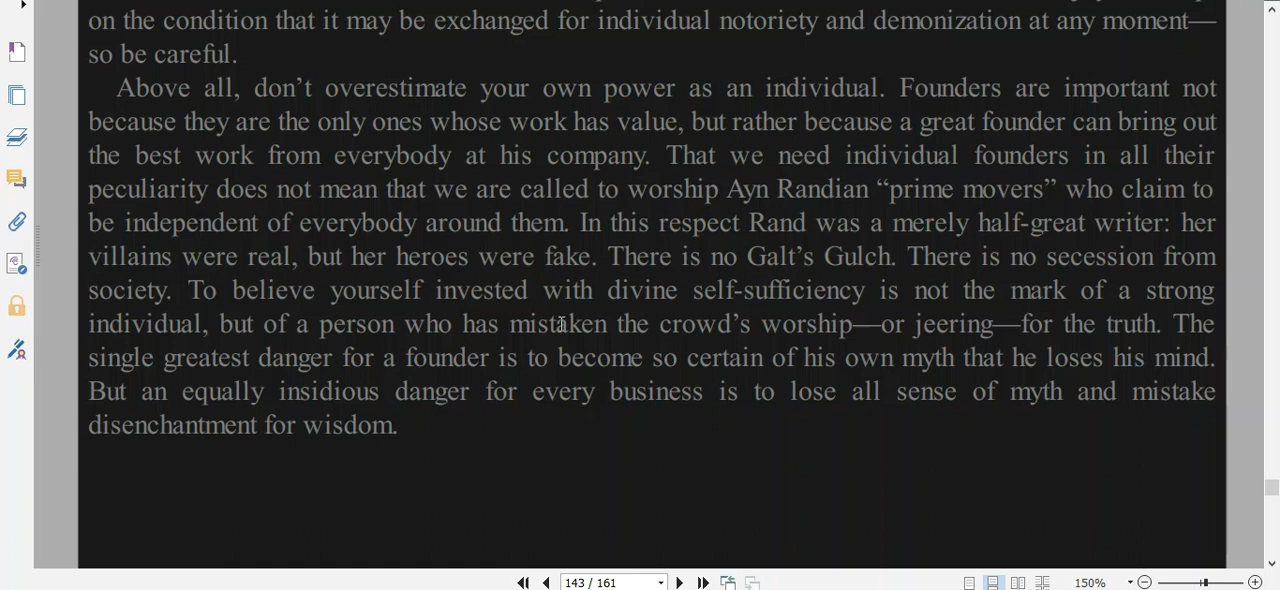 on the condition that it may be exchanged for individual notoriety and demonization at any moment—
so be careful.
Above all, don’t overestimate your own power as an individual. Founders are important not
because they are the only ones whose work has value, but rather because a great founder can bring out
the best work from everybody at his company. That we need individual founders in all their
peculiarity does not mean that we are called to worship Ayn Randian “prime movers” who claim to
be independent of everybody around them. In this respect Rand was a merely half-great writer: her
villains were real, but her heroes were fake. There is no Galt’s Gulch. There is no secession from
society. To believe yourself invested with divine self-sufficiency is not the mark of a strong
individual, but of a person who has mistaken the crowd’s worship—or jeering—for the truth. The
single greatest danger for a founder is to become so certain of his own myth that he loses his mind.
But an equally insidious danger for every business is to lose all sense of myth and mistake
disenchantment for wisdom.
143 / 161
150%